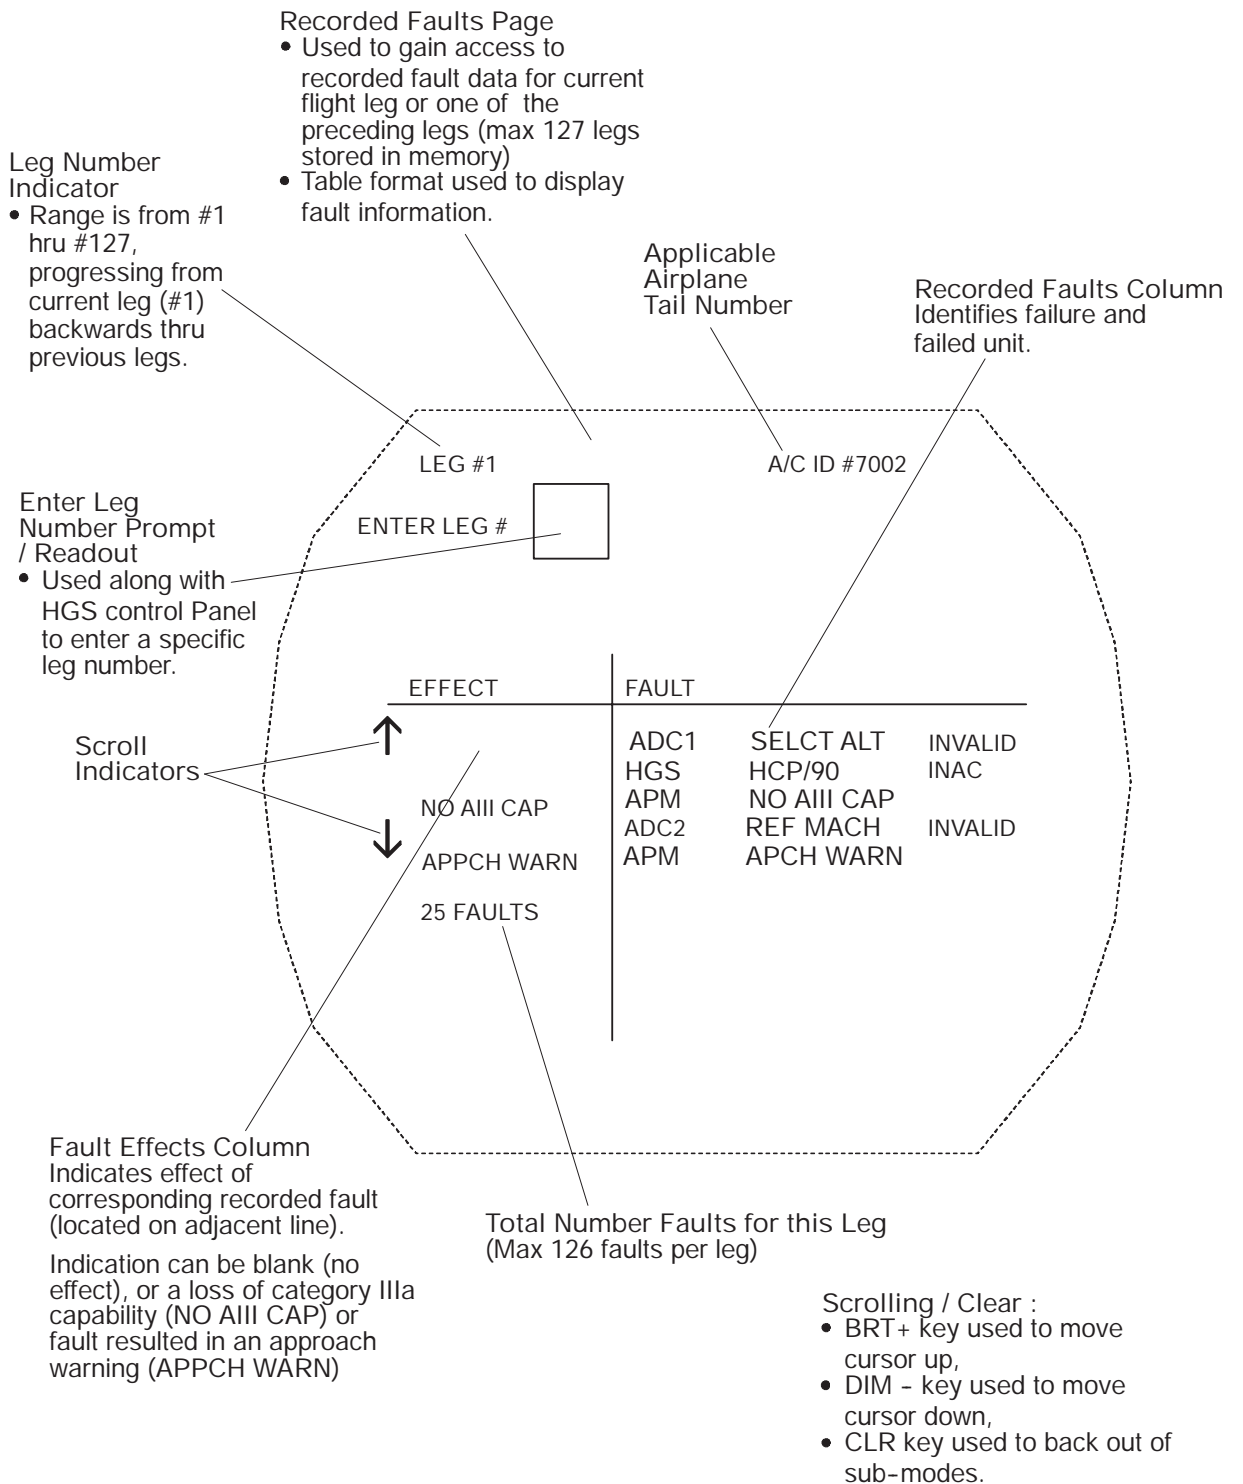 Recorded Faults Page
• Used to gain access to
recorded fault data for current
flight leg or one of the
preceding legs (max 127 legs
stored in memory)
• Table format used to display
fault information.
Leg Number
Indicator
• Range is from #1
hru #127,
progressing from
current leg (#1)
backwards thru
previous legs.
Applicable
Airplane
Tail Number
Recorded Faults Column
Identifies failure and
failed unit.
LEG #1
A/C ID #7002
Enter Leg
Number Prompt
/ Readout
• Used along with
HGS control Panel
to enter a specific
leg number.
ENTER LEG #
EFFECT FAULT
Scroll
Indicators
ADC1 SELCT ALT INVALID
HGS HCP/90 INAC
NO AIII CAP APM NO AIII CAP
ADC2 REF MACH INVALID
APPCH WARN APM APCH WARN
25 FAULTS
Fault Effects Column
Indicates effect of
corresponding recorded fault
(located on adjacent line).
Indication can be blank (no
effect), or a loss of category IIIa
capability (NO AIII CAP) or
fault resulted in an approach
warning (APPCH WARN)
Total Number Faults for this Leg
(Max 126 faults per leg)
Scrolling / Clear :
• BRT+ key used to move
cursor up,
• DIM - key used to move
cursor down,
• CLR key used to back out of
sub-modes.